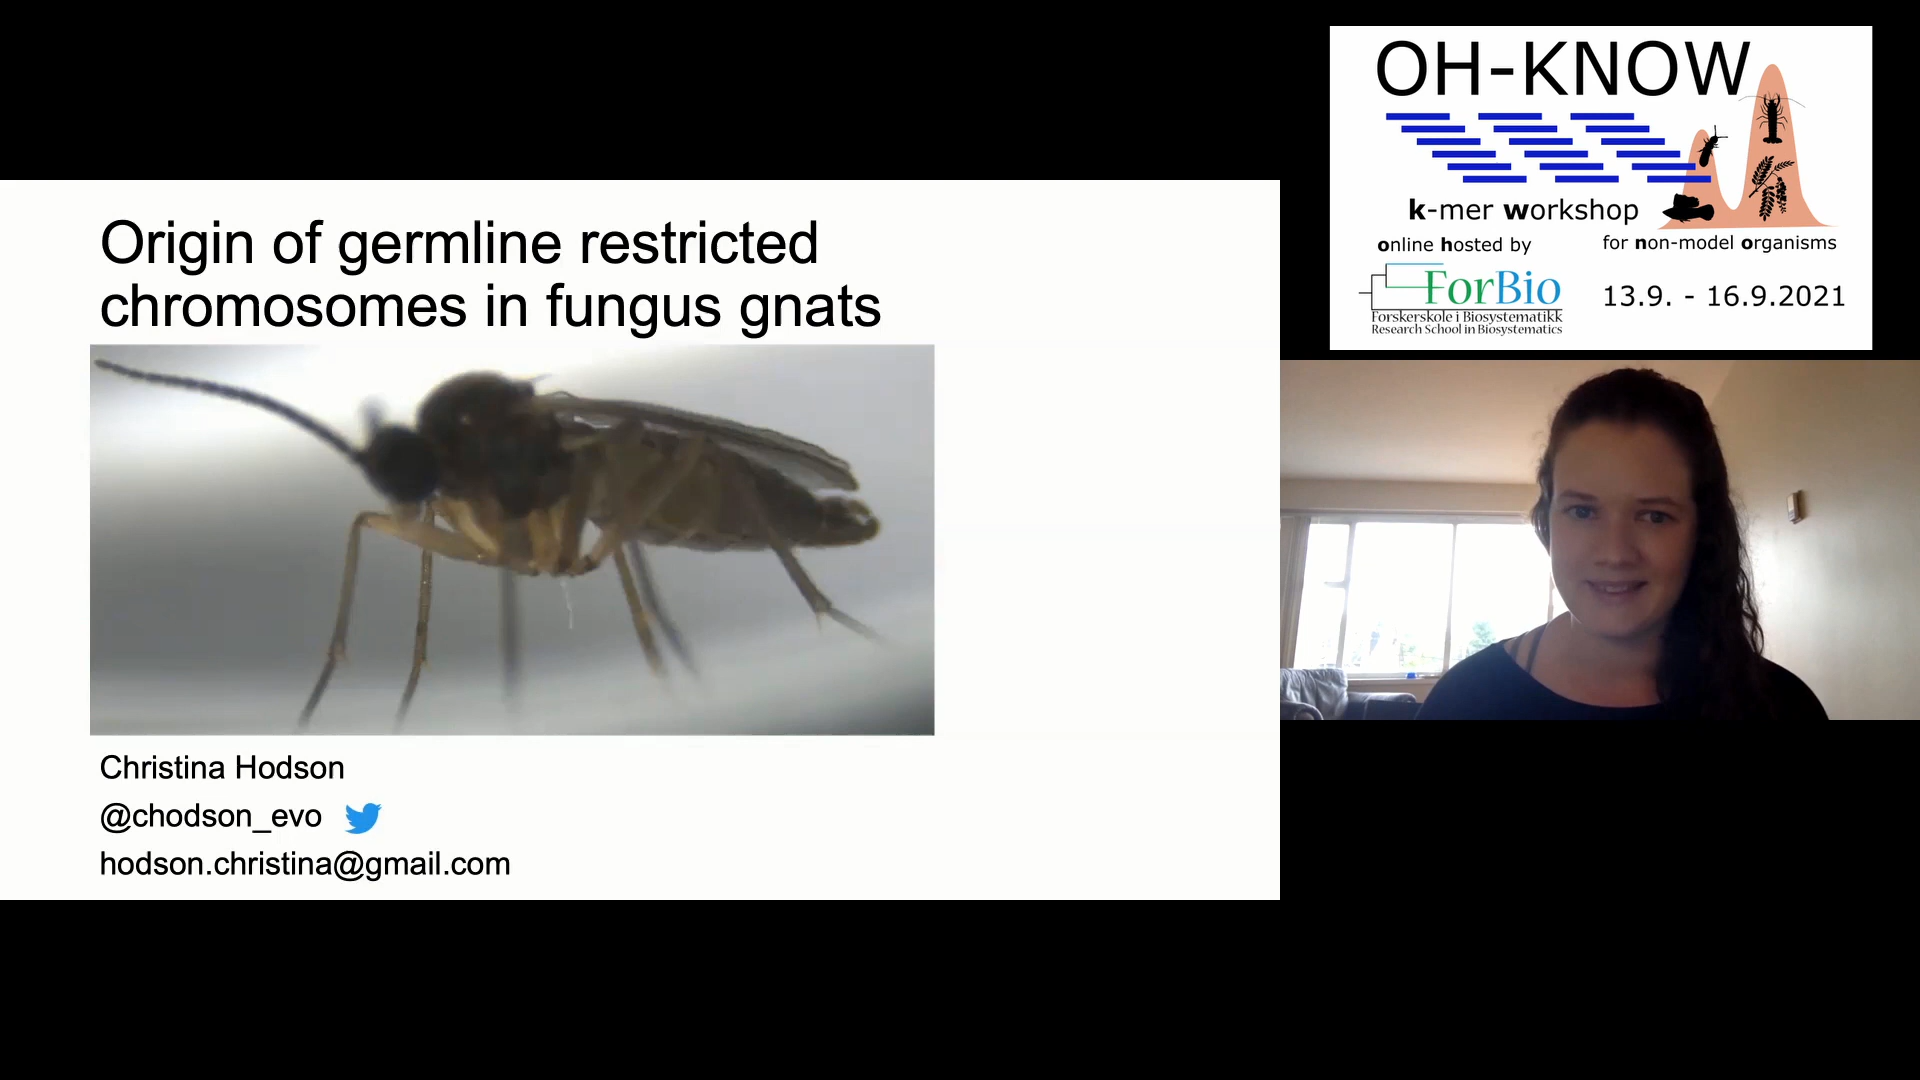 Origin of germline restricted
chromosomes in fungus gnats
Christina Hodson
@chodson_evo
hodson.christina@gmail.com
OH-KNOW
k-mer workshop
online hosted by
for non-model organisms
ForBio
Forskerskole i Biosystematikk
Research School in Biosystematics
13.9. - 16.9.2021